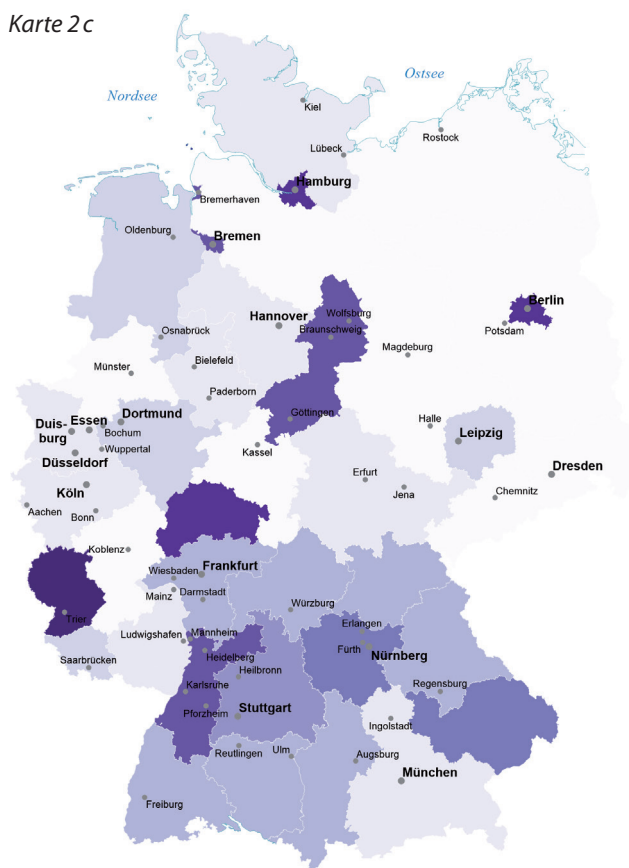 Karte 2 c
Nordsee
Ostsee
Kiel
Rostock
Lübeck
Hamburg
Bremerhaven
Oldenburg
Bremen
Berlin
Wolfsburg
Hannover
Braunschweig
Potsdam
Osnabrück
Magdeburg
Münster
Bielefeld
Paderborn
Göttingen
Dortmund
Essen
Duis-
burg
Bochum
Halle
Leipzig
Wuppertal
Kassel
Düsseldorf
Dresden
Köln
Erfurt
Jena
Chemnitz
Aachen
Bonn
Koblenz
Wiesbaden
Frankfurt
Mainz
Darmstadt
Würzburg
Trier
Erlangen
Ludwigshafen
Mannheim
Fürth
Nürnberg
Heidelberg
Saarbrücken
Heilbronn
Karlsruhe
Regensburg
Pforzheim
Stuttgart
Ingolstadt
Reutlingen
Ulm
Augsburg
München
Freiburg